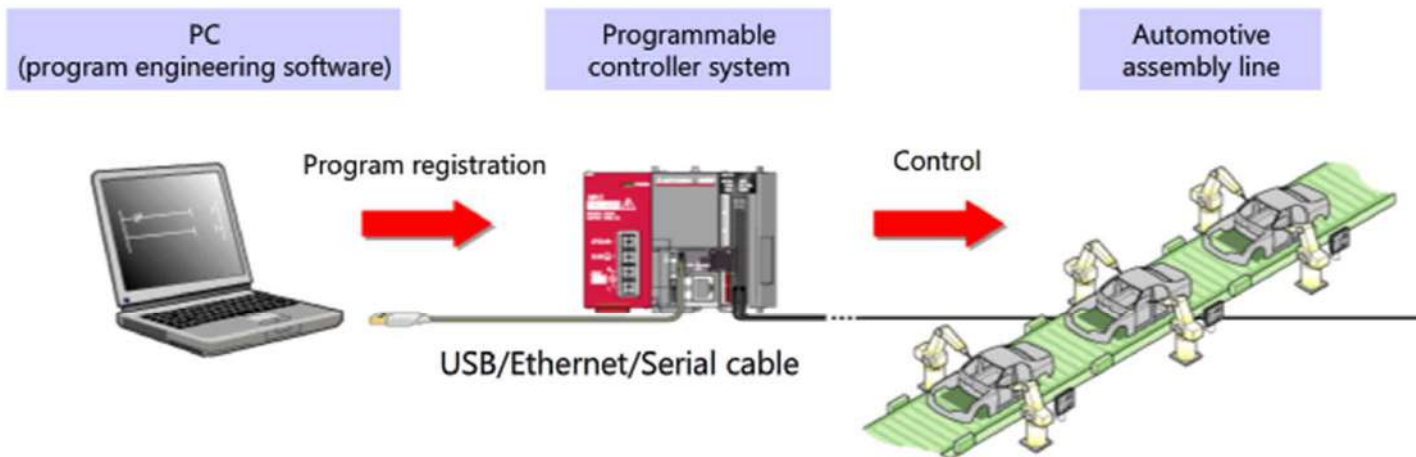 PC
(program engineering software)
Programmable
controller system
Automotive
assembly line
Program registration
Control
USB/Ethernet/Serial cable